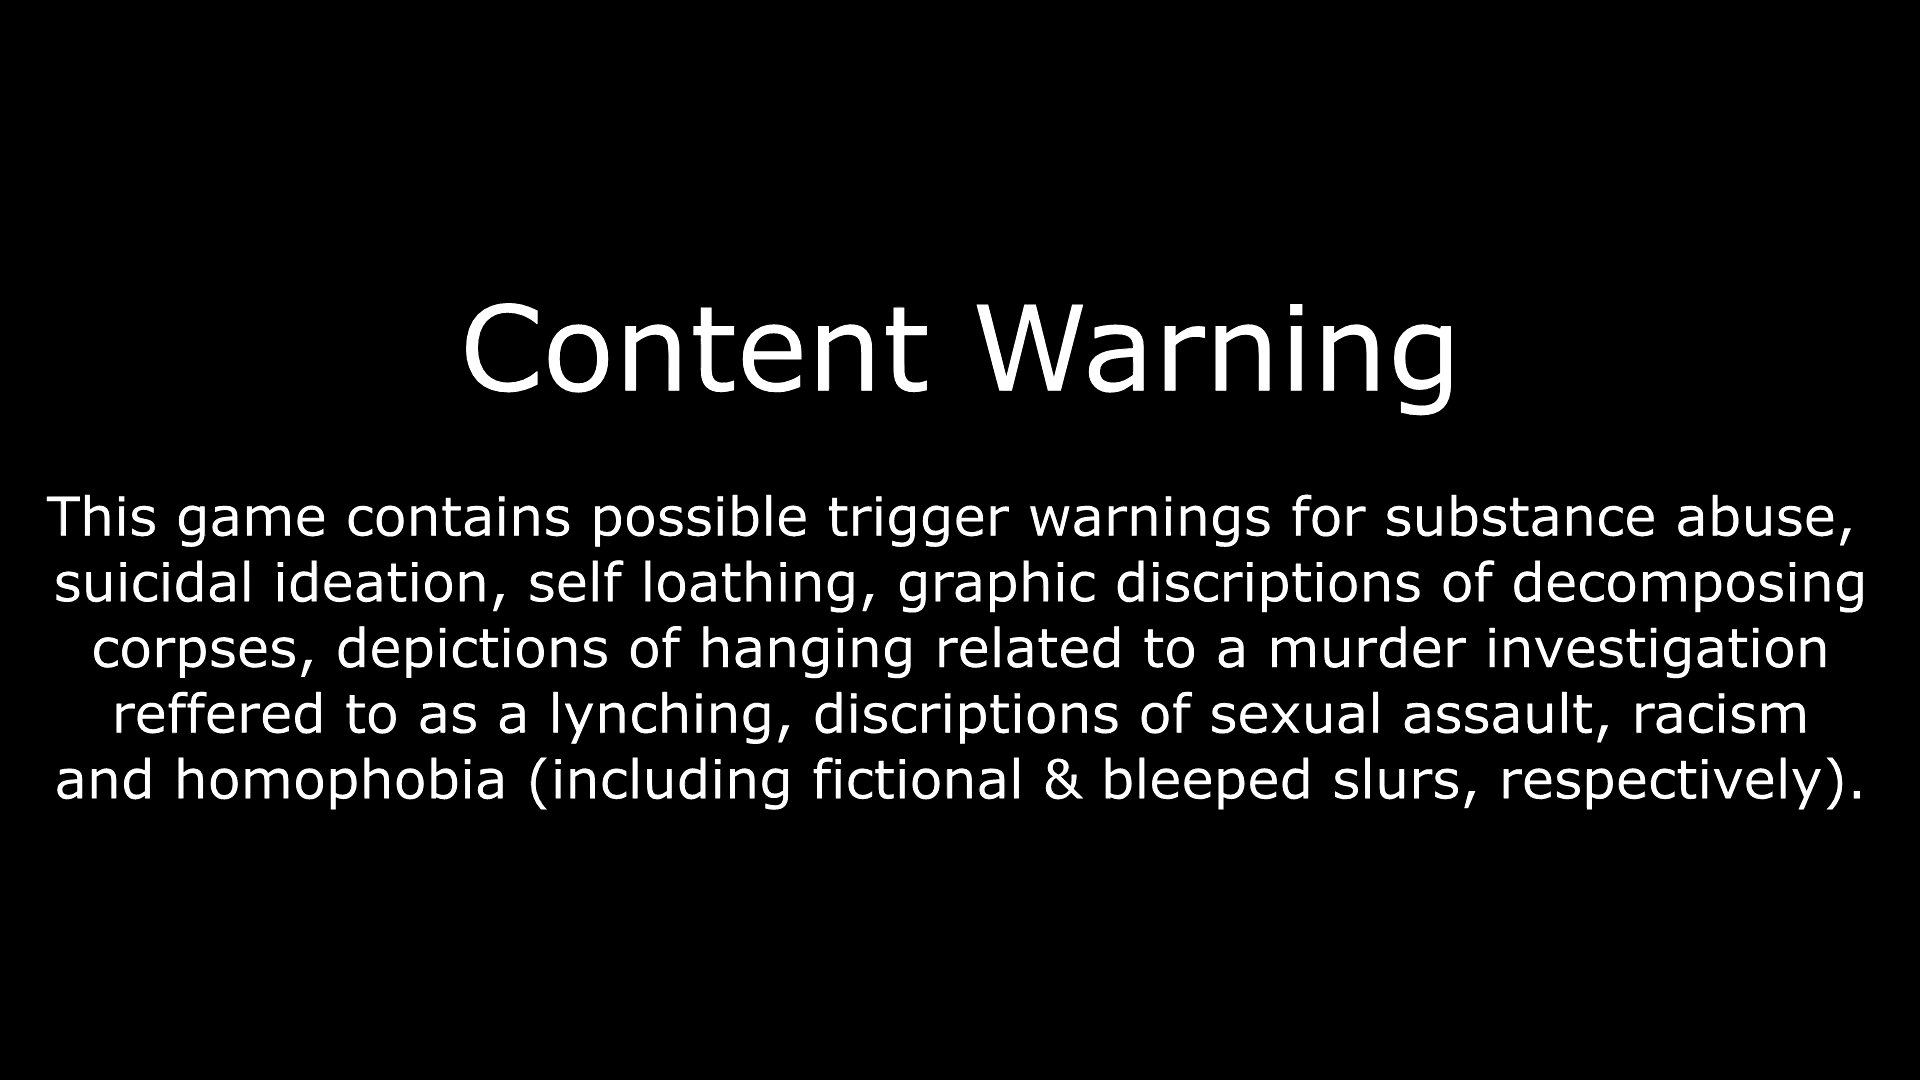 Content Warning
This game contains possible trigger warnings for substance abuse,
suicidal ideation, self loathing, graphic discriptions of decomposing
corpses, depictions of hanging related to a murder investigation
reffered to as a lynching, discriptions of sexual assault, racism
and homophobia (including fictional & bleeped slurs, respectively).